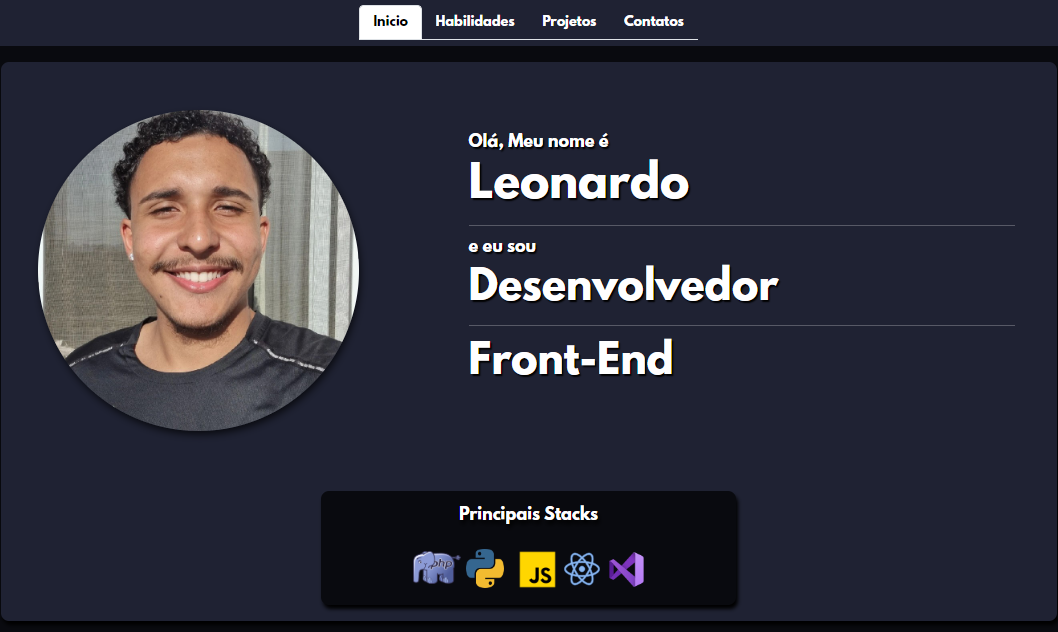 Inicio Habilidades Projetos Contatos
Olá, Meu nome é
Leonardo
e eu sou
Desenvolvedor
Front-End
Principais Stacks
php JS